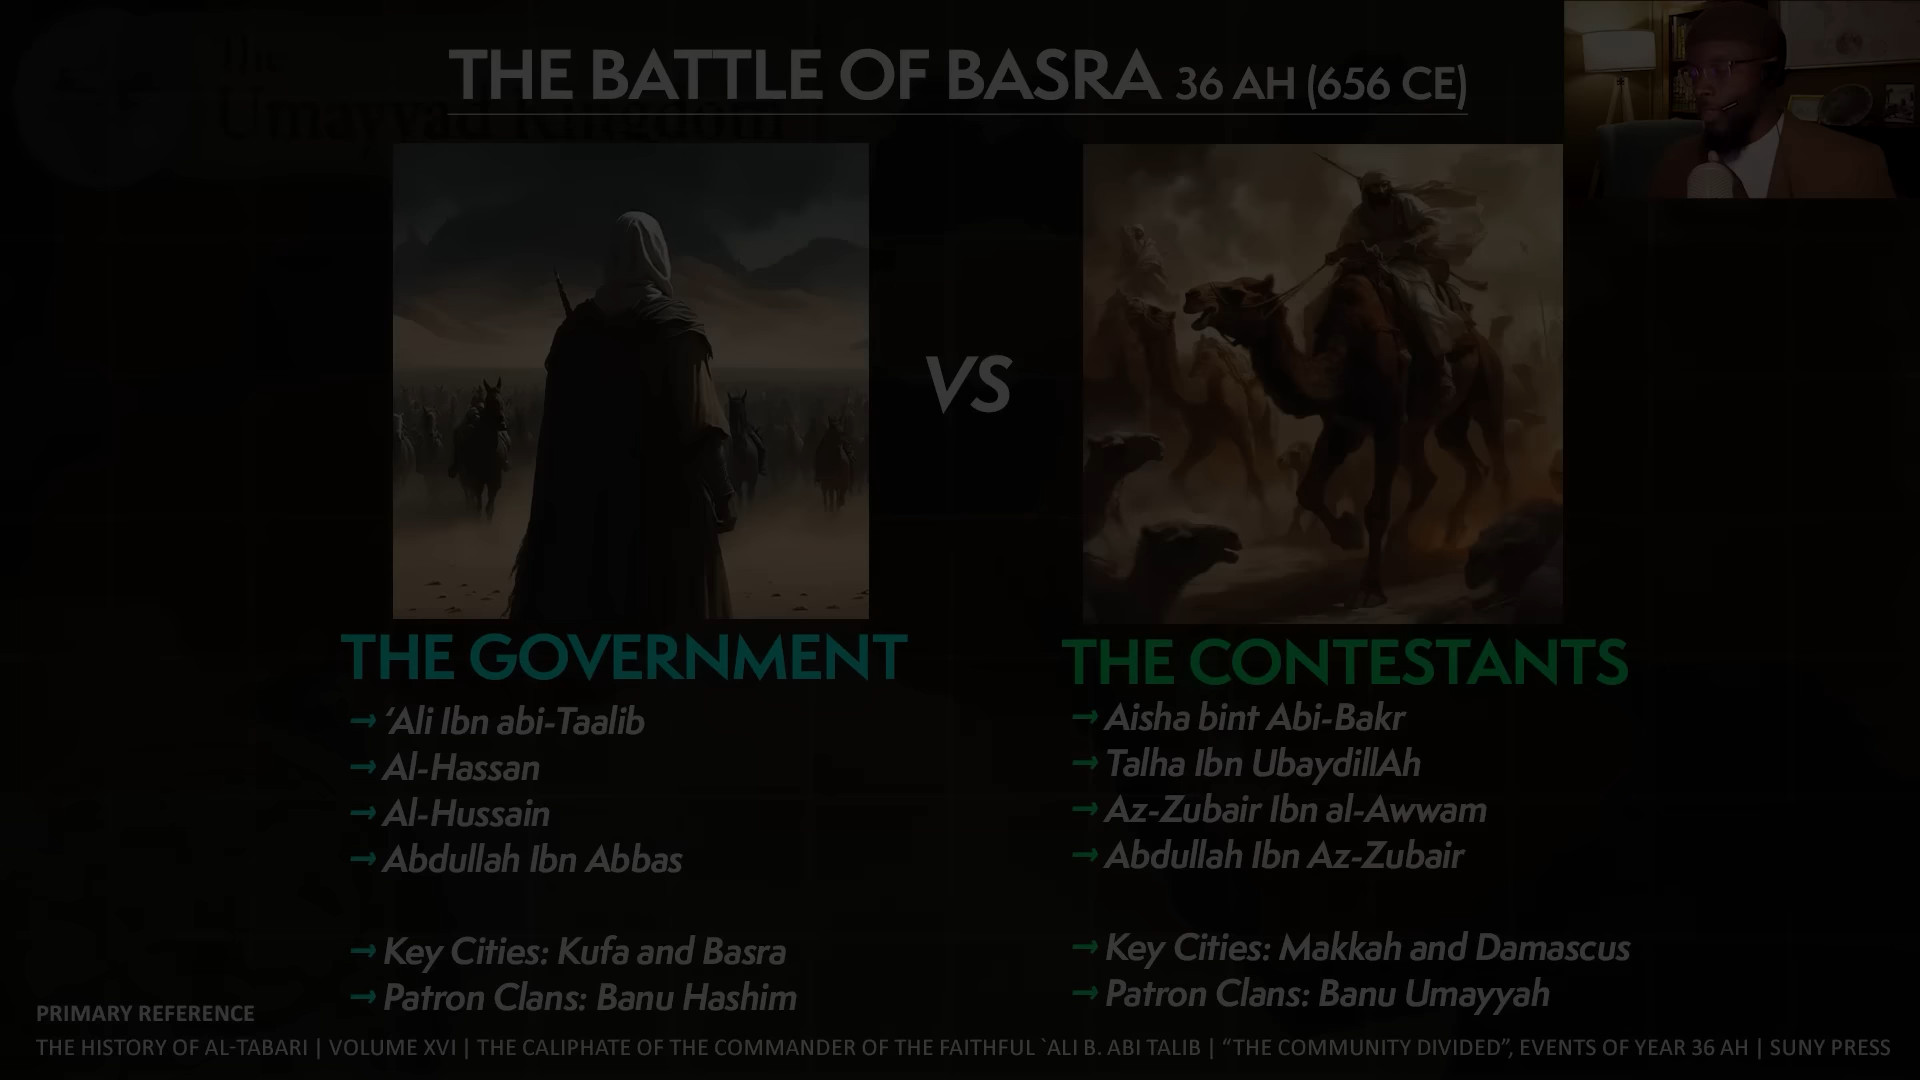 The
Umayyad Kingdom
THE BATTLE OF BASRA 36 AH (656 CE)
VS
THE GOVERNMENT
→ ‘Ali Ibn abi-Taalib
→ Al-Hassan
→ Al-Hussain
→ Abdullah Ibn Abbas
→ Key Cities: Kufa and Basra
→ Patron Clans: Banu Hashim
THE CONTESTANTS
→ Aisha bint Abi-Bakr
→ Talha Ibn UbaydillAh
→ Az-Zubair Ibn al-Awwam
→ Abdullah Ibn Az-Zubair
→ Key Cities: Makkah and Damascus
→ Patron Clans: Banu Umayyah
PRIMARY REFERENCE
THE HISTORY OF AL-TABARI | VOLUME XVI | THE CALIPHATE OF THE COMMANDER OF THE FAITHFUL `ALI B. ABI TALIB | “THE COMMUNITY DIVIDED”, EVENTS OF YEAR 36 AH | SUNY PRESS